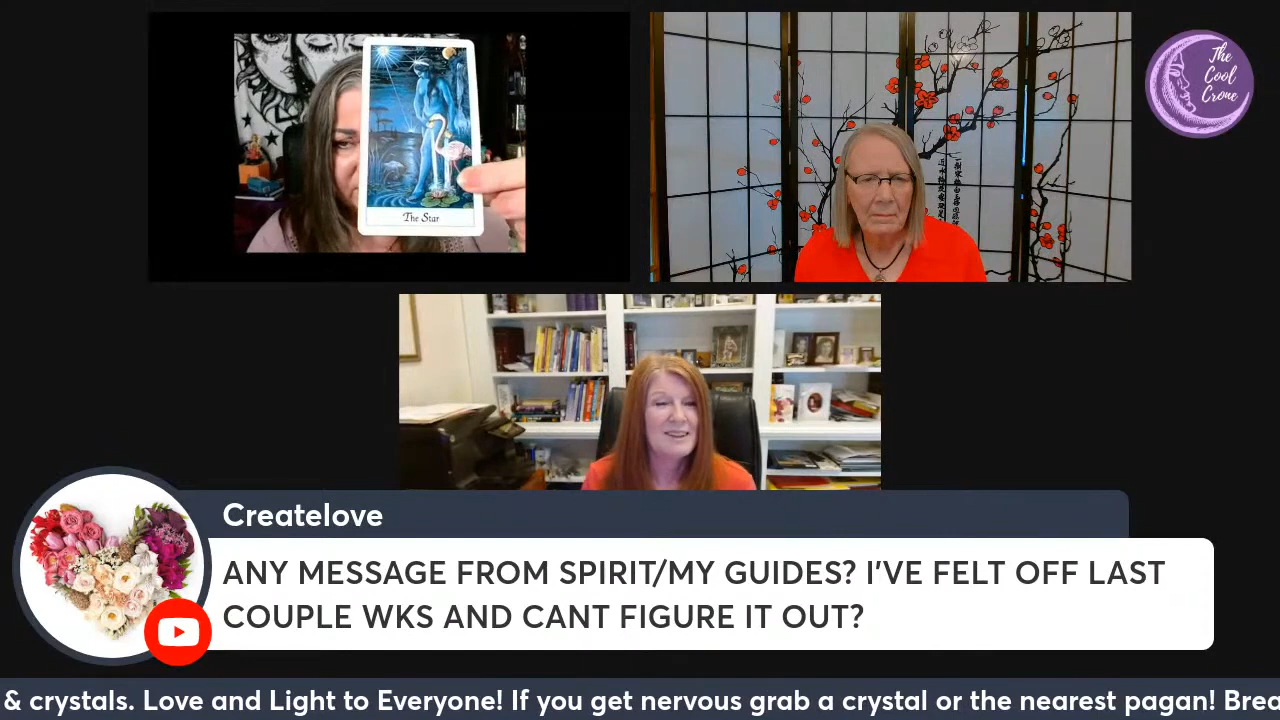 The
Cool
Crone
The Star
Createlove
ANY MESSAGE FROM SPIRIT/MY GUIDES? I'VE FELT OFF LAST
COUPLE WKS AND CANT FIGURE IT OUT?
& crystals. Love and Light to Everyone! If you get nervous grab a crystal or the nearest pagan! Brea